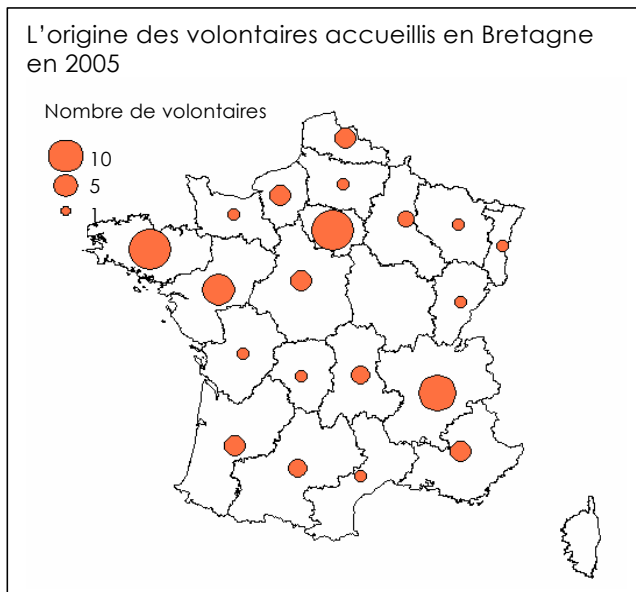 L'origine des volontaires accueillis en Bretagne
en 2005
Nombre de volontaires
10
5
1